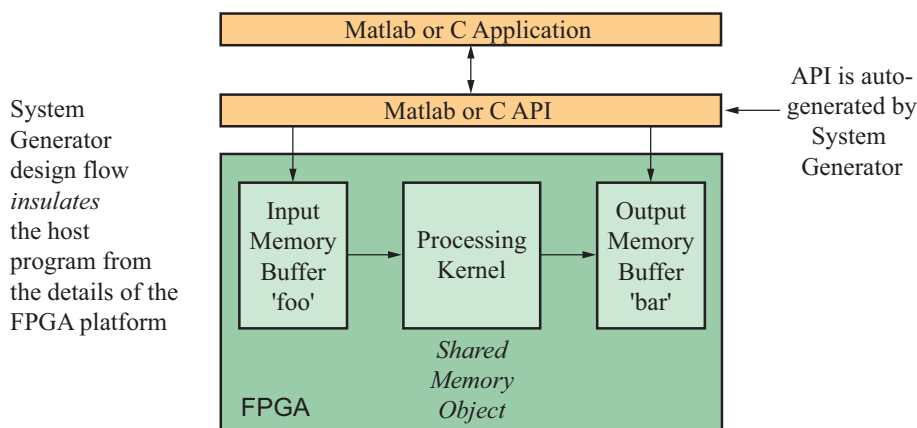 Matlab or C Application
Matlab or C API
API is auto-
generated by
System
Generator
System
Generator
design flow
insulates
the host
program from
the details of the
FPGA platform
Input
Memory
Buffer
'foo'
Processing
Kernel
Output
Memory
Buffer
'bar'
Shared
Memory
Object
FPGA